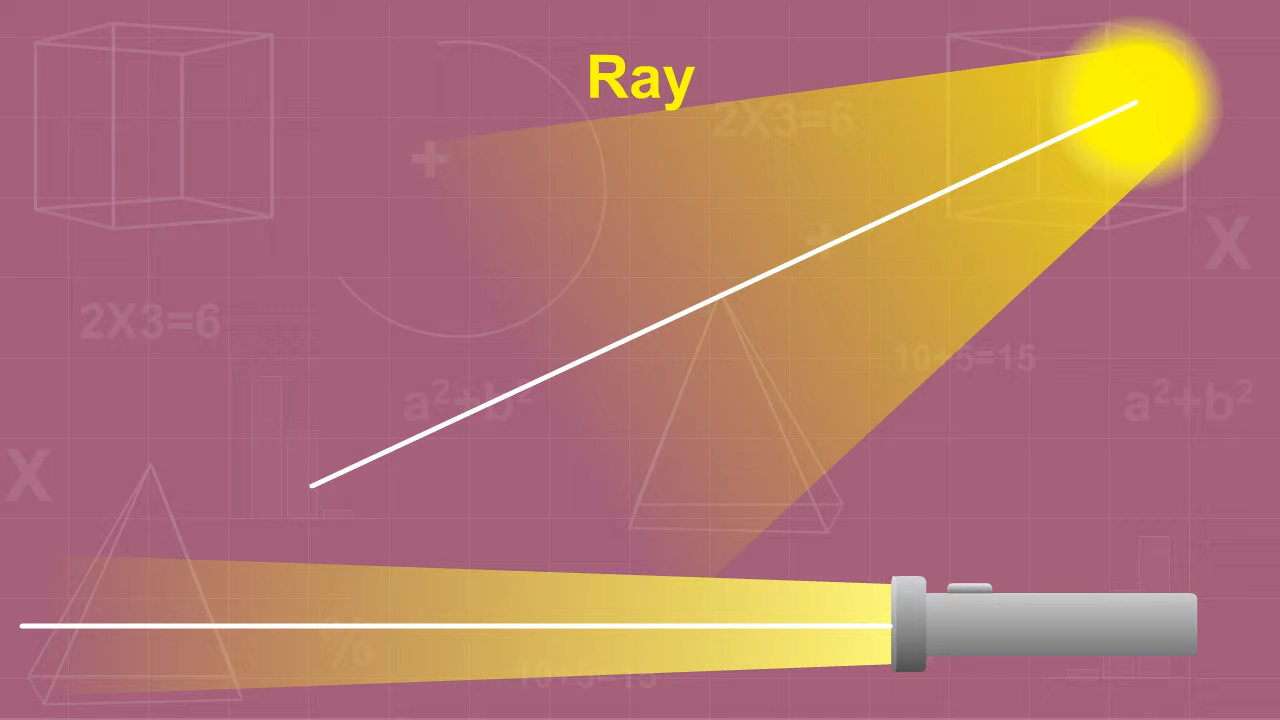 Ray
2X3=6
+
+
X
2X3=6
10+5=15
a²+b²
a²+b²
X
%
10+5=15